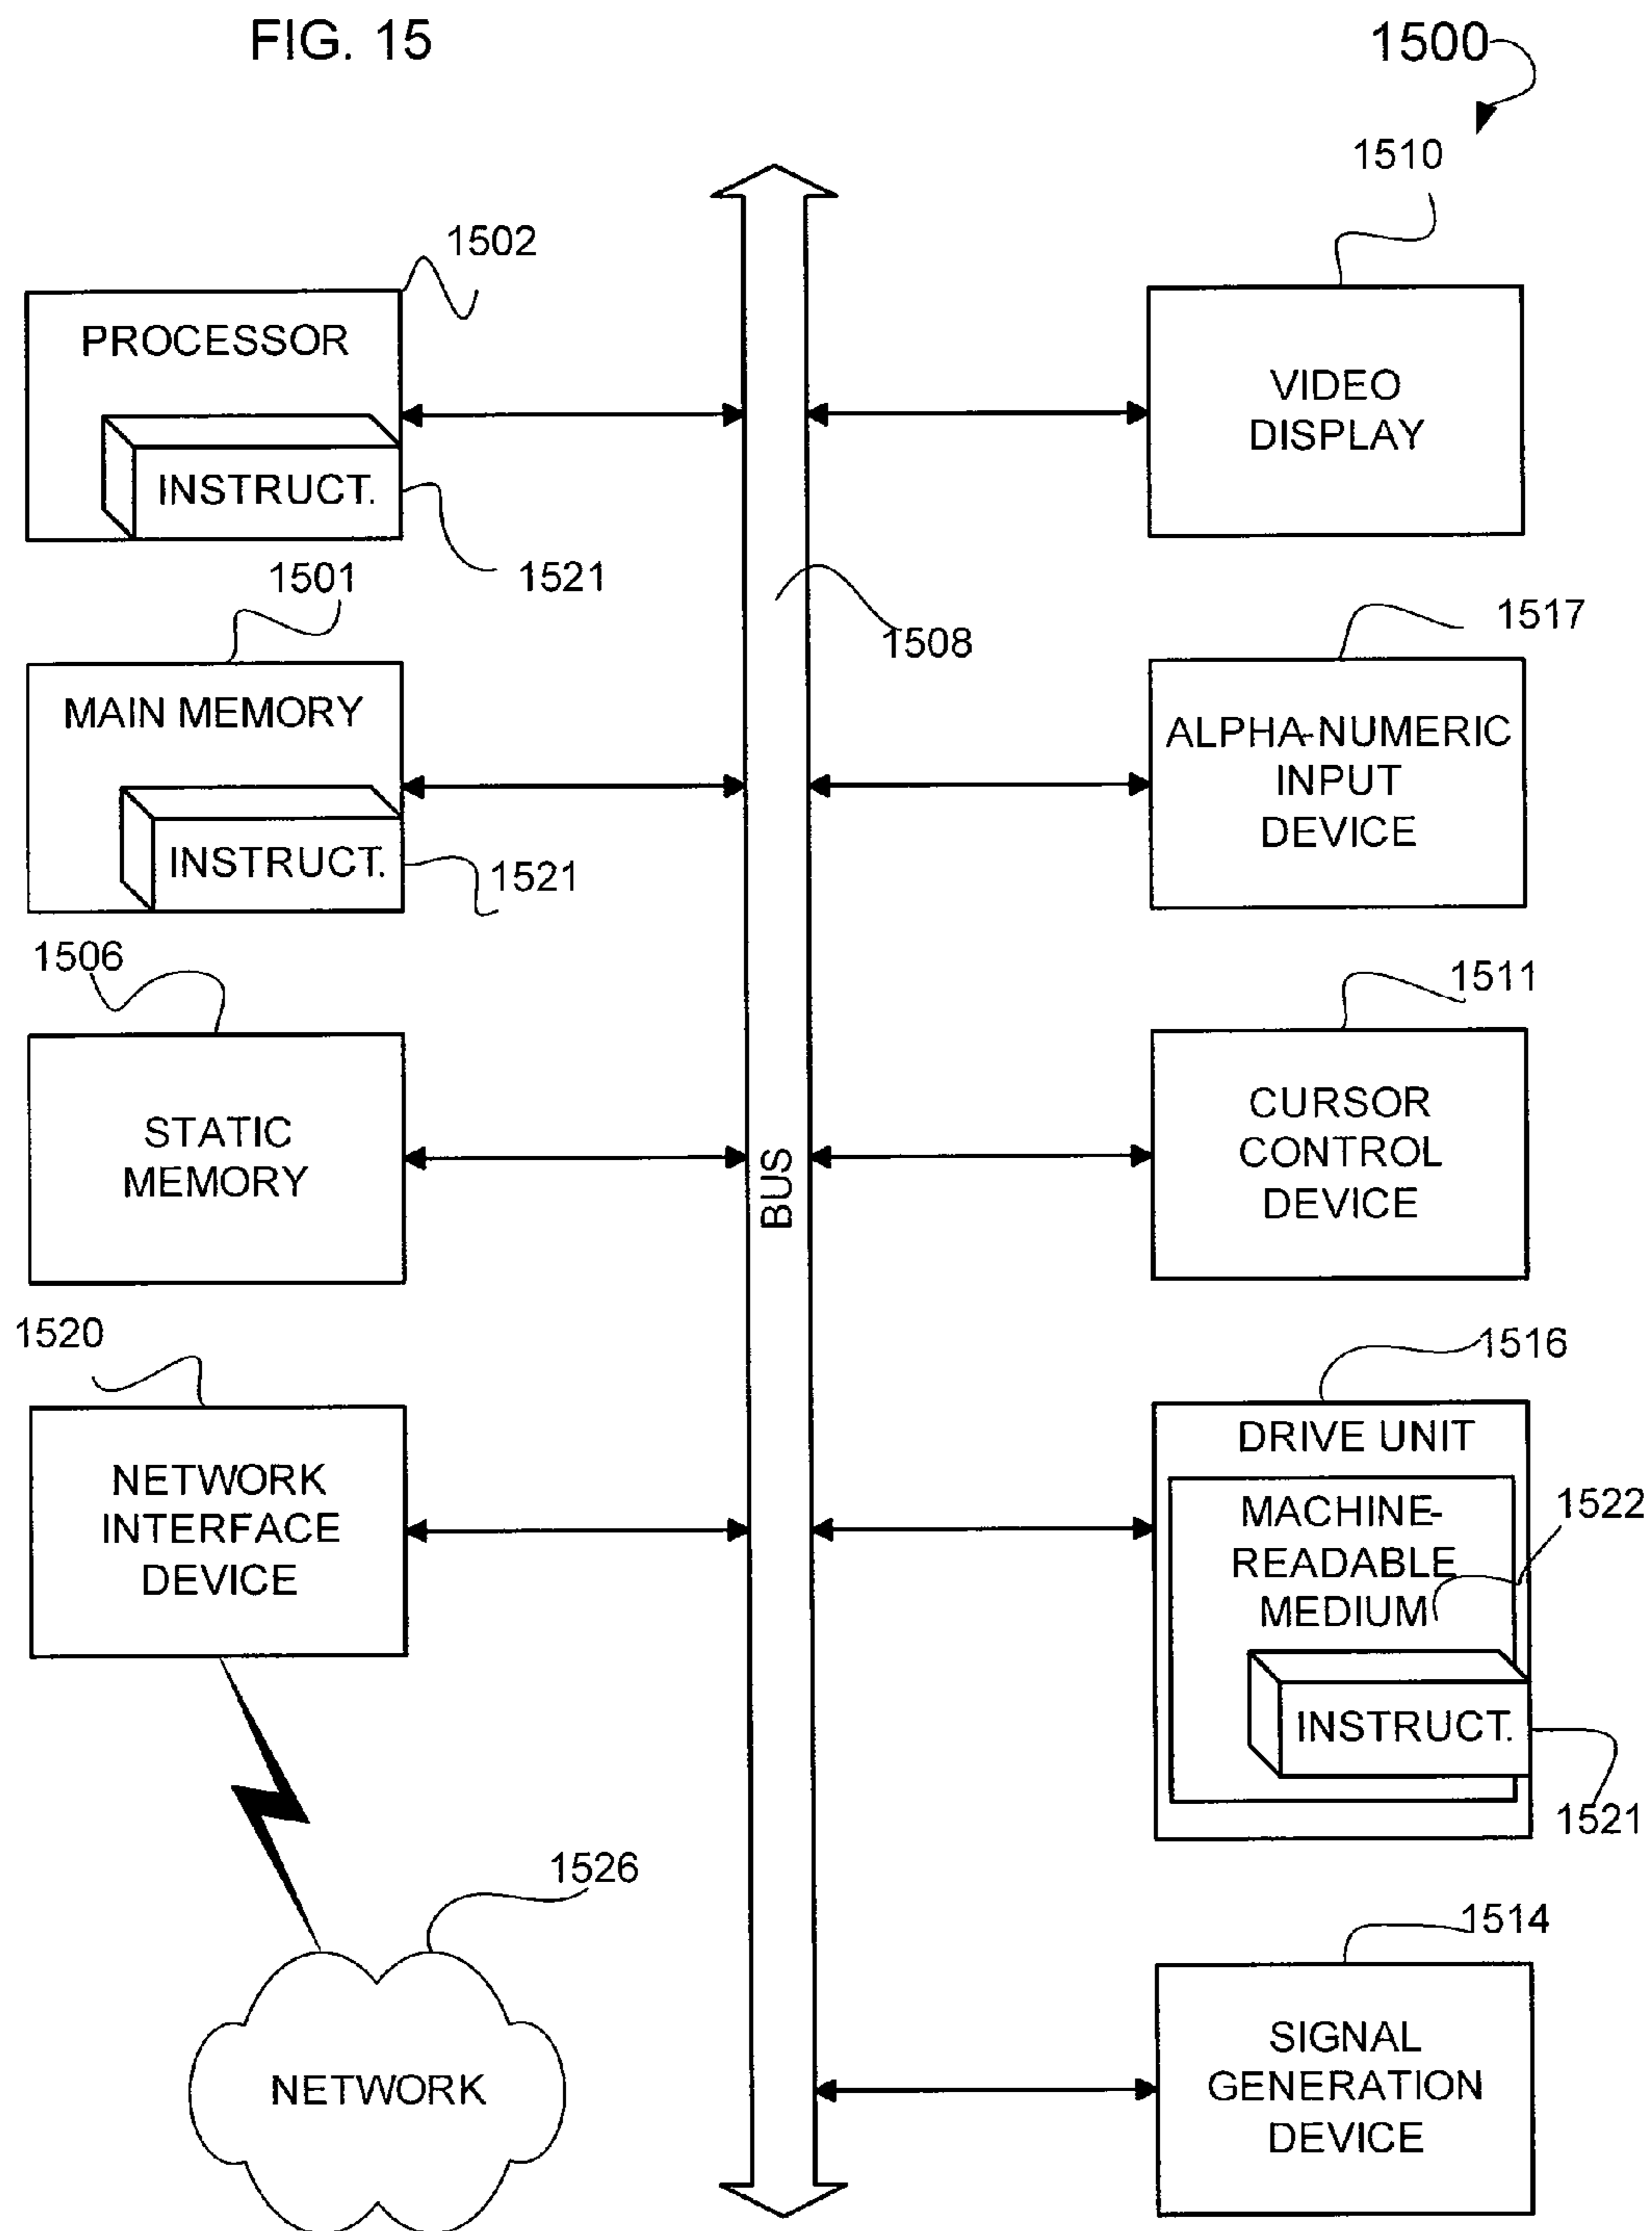 FIG. 15
1500
1510
1502
PROCESSOR
INSTRUCT.
1521
VIDEO
DISPLAY
1501
1508
1517
MAIN MEMORY
INSTRUCT.
1521
ALPHA-NUMERIC
INPUT
DEVICE
1506
1511
STATIC
MEMORY
BUS
CURSOR
CONTROL
DEVICE
1520
1516
NETWORK
INTERFACE
DEVICE
DRIVE UNIT
MACHINE-
READABLE
MEDIUM
1522
INSTRUCT.
1521
1526
NETWORK
1514
SIGNAL
GENERATION
DEVICE